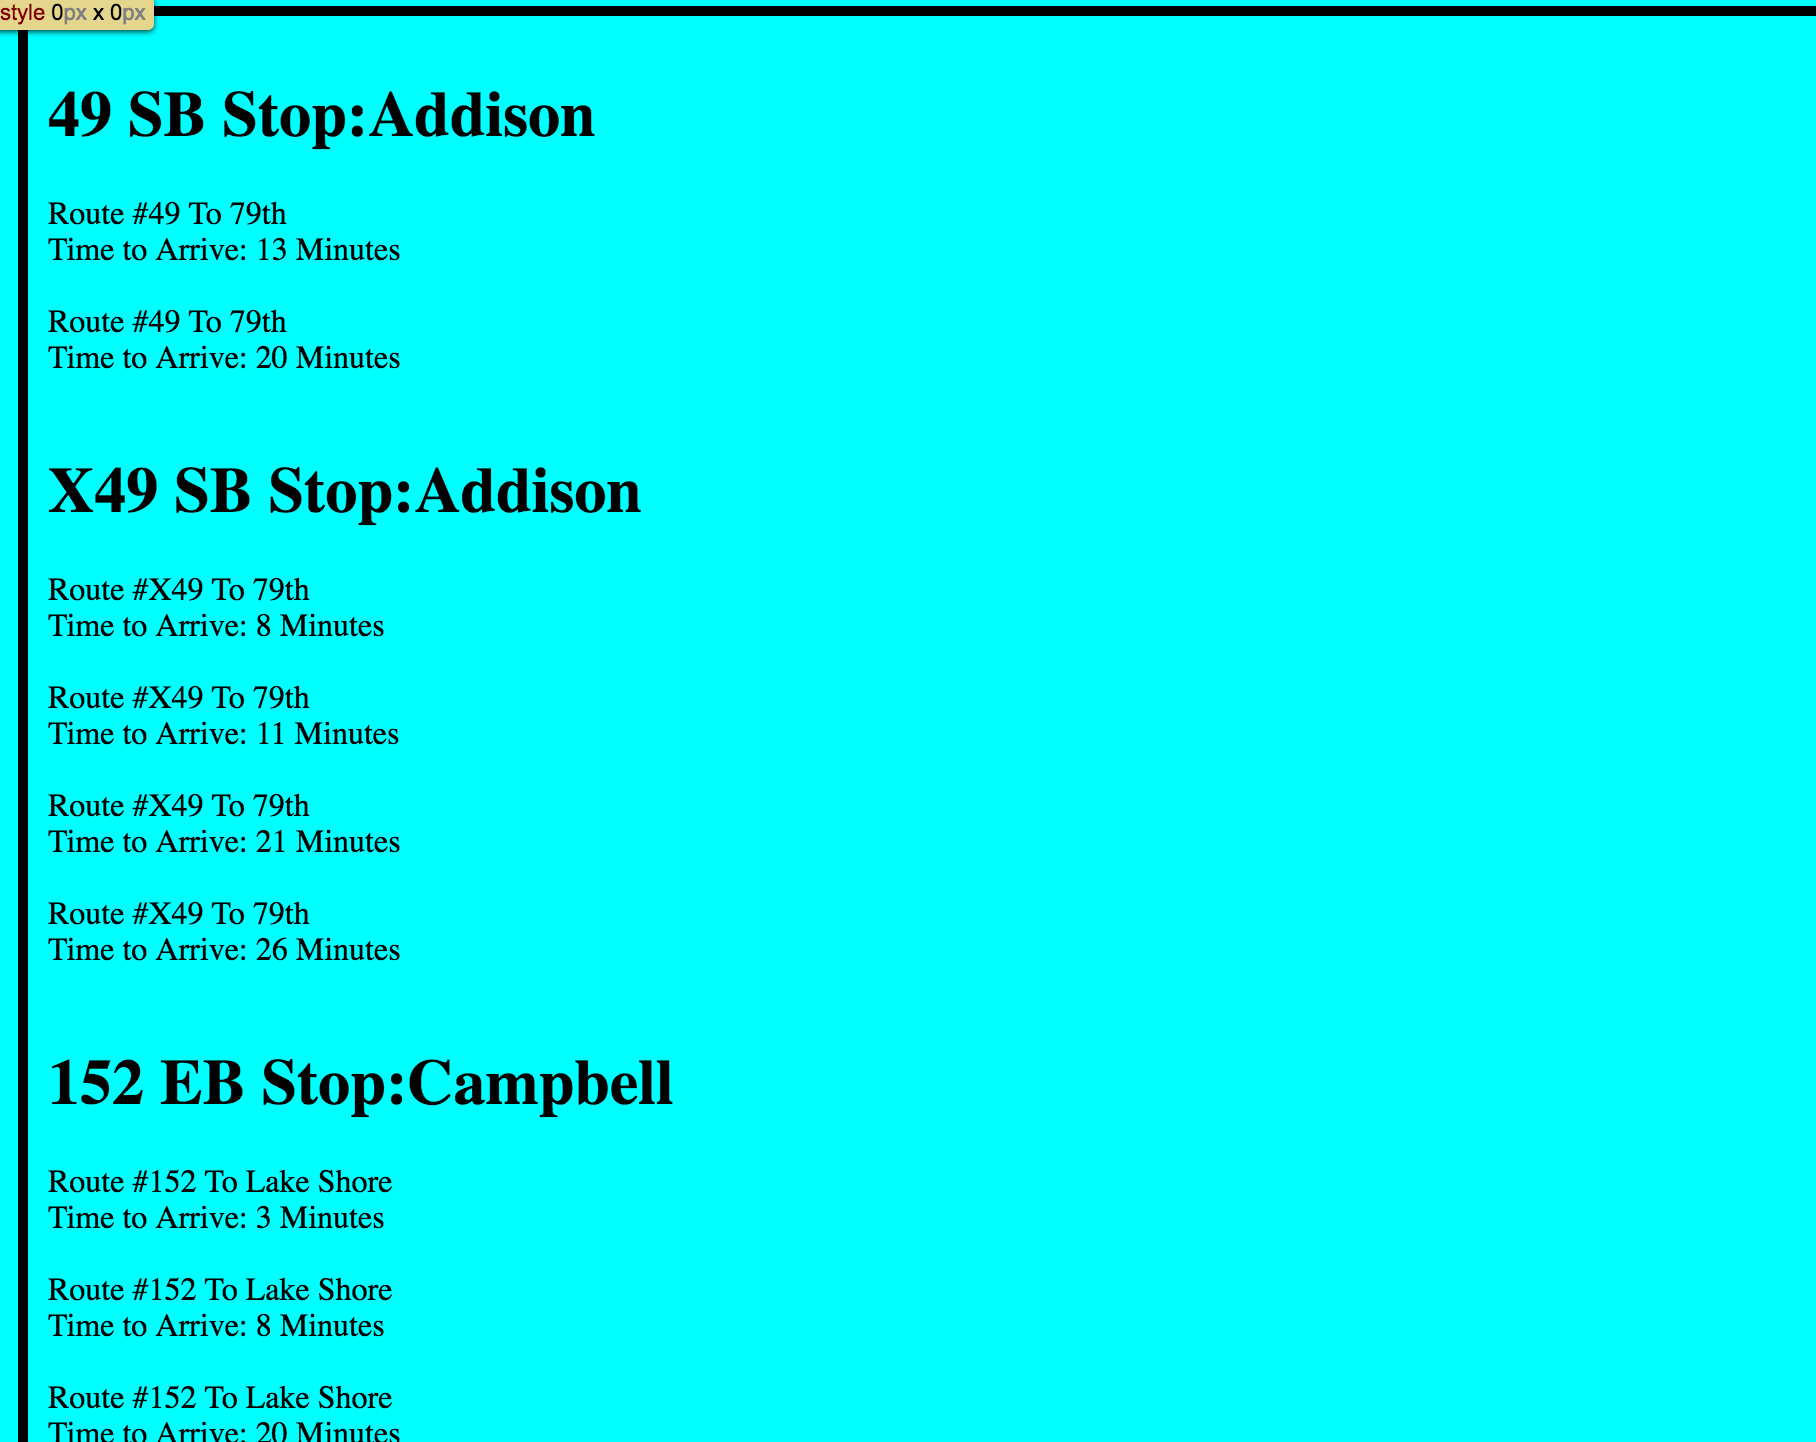 style 0px x 0px
49 SB Stop:Addison
Route #49 To 79th
Time to Arrive: 13 Minutes
Route #49 To 79th
Time to Arrive: 20 Minutes
X49 SB Stop:Addison
Route #X49 To 79th
Time to Arrive: 8 Minutes
Route #X49 To 79th
Time to Arrive: 11 Minutes
Route #X49 To 79th
Time to Arrive: 21 Minutes
Route #X49 To 79th
Time to Arrive: 26 Minutes
152 EB Stop:Campbell
Route #152 To Lake Shore
Time to Arrive: 3 Minutes
Route #152 To Lake Shore
Time to Arrive: 8 Minutes
Route #152 To Lake Shore
Time to Arrive: 20 Minutes